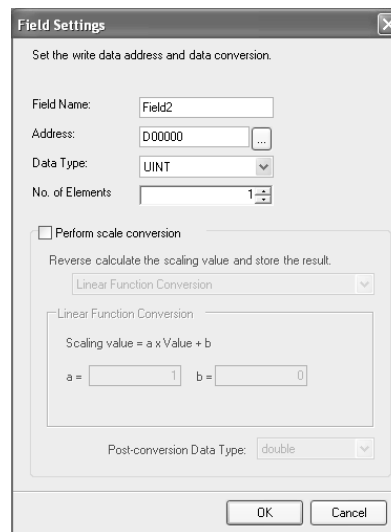 Field Settings
Set the write data address and data conversion.
Field Name: Field2
Address: D00000 ...
Data Type: UINT
No. of Elements 1
Perform scale conversion
Reverse calculate the scaling value and store the result.
Linear Function Conversion
Linear Function Conversion
Scaling value = a x Value + b
a = 1 b = 0
Post-conversion Data Type: double
OK Cancel